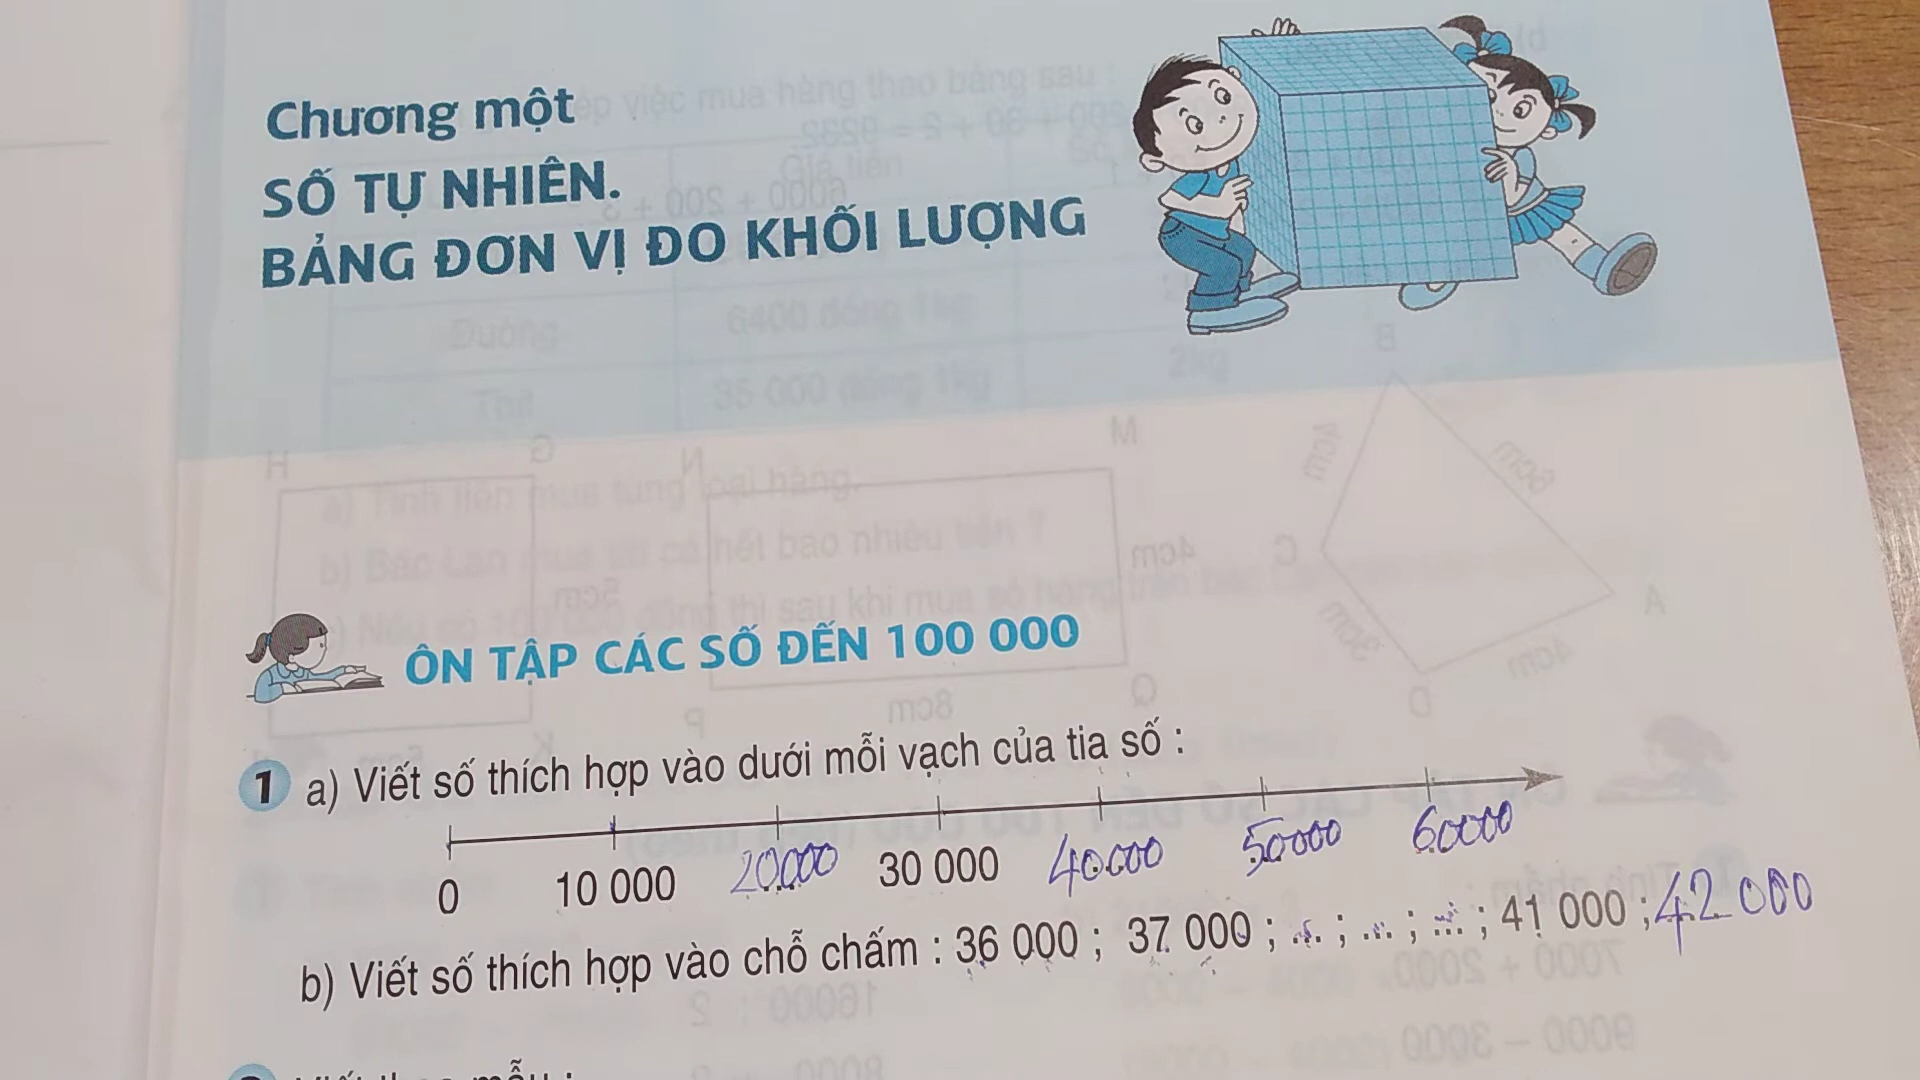 Chương một
SỐ TỰ NHIÊN.
BẢNG ĐƠN VỊ ĐO KHỐI LƯỢNG
ÔN TẬP CÁC SỐ ĐẾN 100 000
1 a) Viết số thích hợp vào dưới mỗi vạch của tia số :
0 10 000 20000 30 000 40000 50000 60000
b) Viết số thích hợp vào chỗ chấm : 36 000 ; 37 000 ; ... ; ... ; ... ; 41 000 ; 42 000